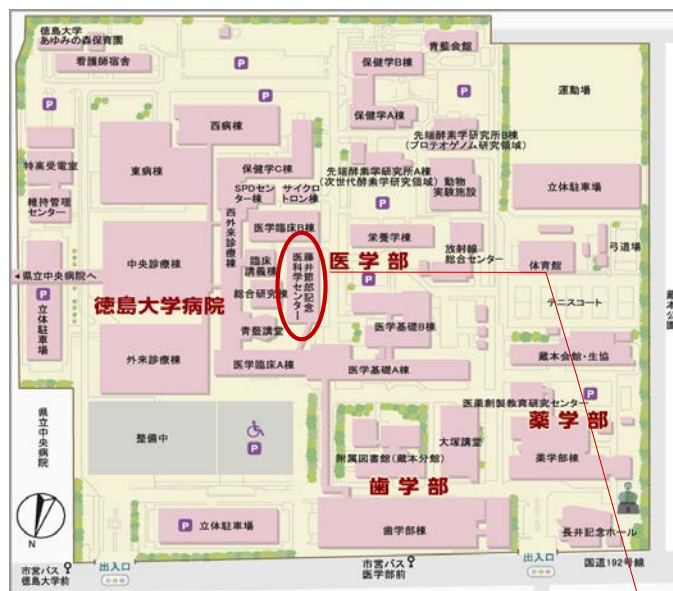 徳島大学
あゆみの森保育園
看護師宿舎
P
P
P
青藍会館
保健学B棟
P
運動場
西病棟
保健学A棟
特高受電室
東病棟
保健学C棟
先端酵素学研究所B棟
(プロテオゲノム研究領域)
先端酵素学研究所A棟
(次世代酵素学研究領域)
動物
実験施設
立体駐車場
維持管理
センター
SPDセン
ター棟
サイクロ
トロン棟
P
西外来診療棟
医学臨床B棟
栄養学棟
中央診療棟
臨床
講義棟
藤井節郎記念
医科学センター
医学部
放射線
総合センター
体育館
弓道場
県立中央病院へ
P
立体駐車場
総合研究棟
P
テニスコート
蔵本公園
徳島大学病院
青藍講堂
医学基礎B棟
外来診療棟
医学臨床A棟
医学基礎A棟
蔵本会館・生協
県立中央病院
整備中
P
医薬創製教育研究センター
P
薬学部
附属図書館(蔵本分館)
大塚講堂
薬学部棟
歯学部
N
P 立体駐車場
歯学部棟
長井記念ホール
市営バス
徳島大学前
出入口
市営バス
医学部前
出入口
国道192号線